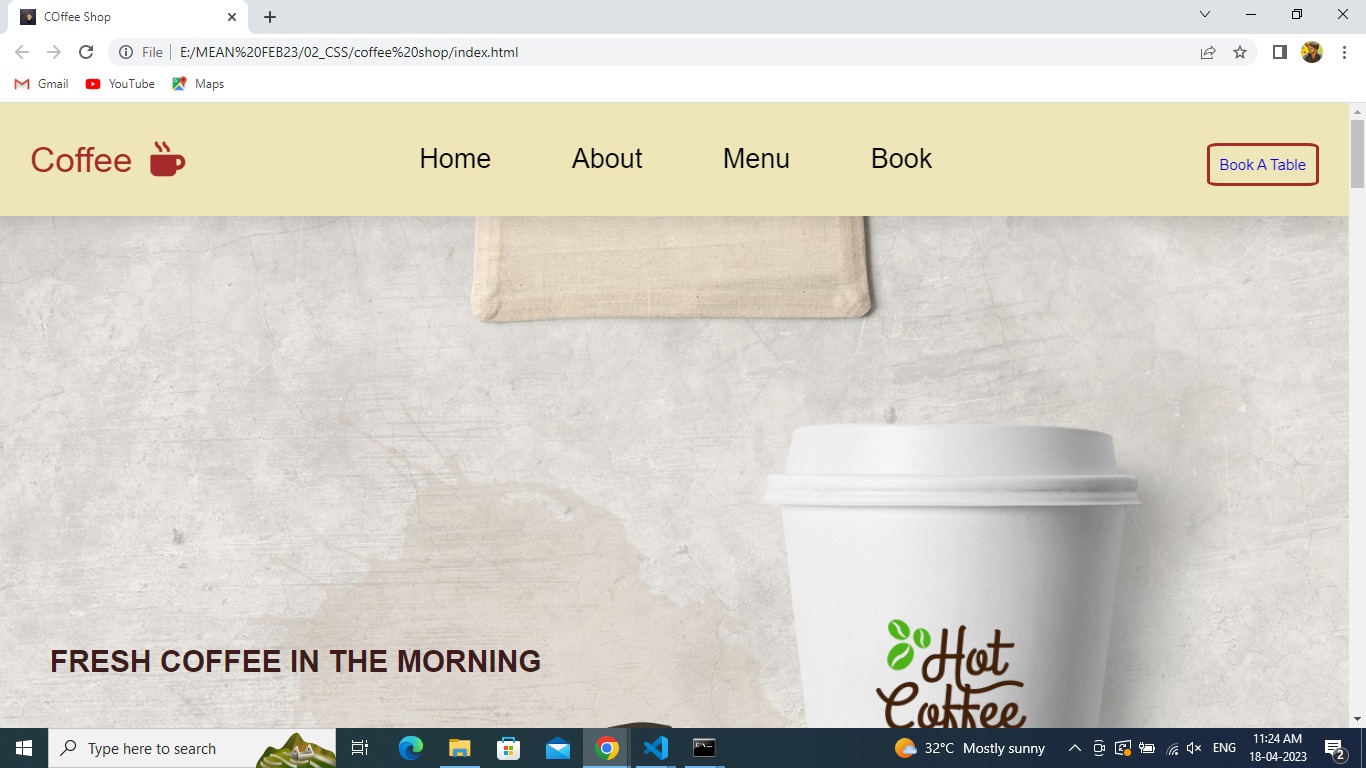 COffee Shop
File
E:/MEAN%20FEB23/02_CSS/coffee%20shop/index.html
Gmail
YouTube
Maps
Coffee
Home
About
Menu
Book
Book A Table
FRESH COFFEE IN THE MORNING
Hot
Coffee
Type here to search
32°C Mostly sunny
ENG
11:24 AM
18-04-2023
2